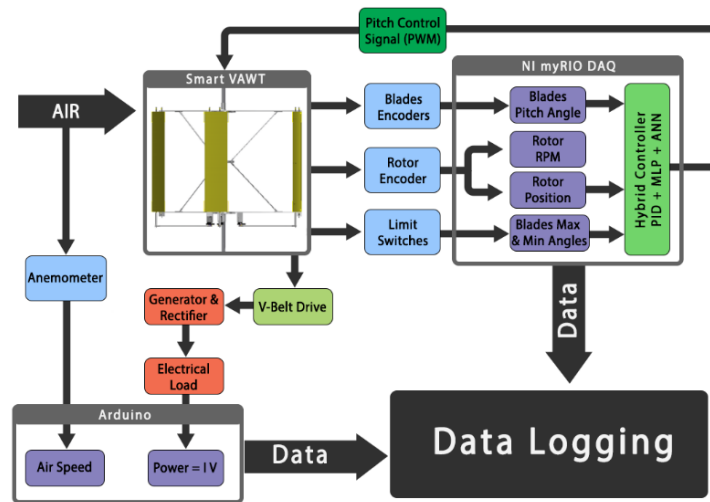 Pitch Control
Signal (PWM)
Smart VAWT
NI myRIO DAQ
AIR
Blades
Encoders
Blades
Pitch Angle
Rotor
RPM
Rotor
Encoder
Rotor
Position
Limit
Switches
Blades Max
& Min Angles
Hybrid Controller
PID + MLP + ANN
Anemometer
Generator &
Rectifier
V-Belt Drive
Data
Electrical
Load
Arduino
Air Speed
Power = I V
Data
Data Logging